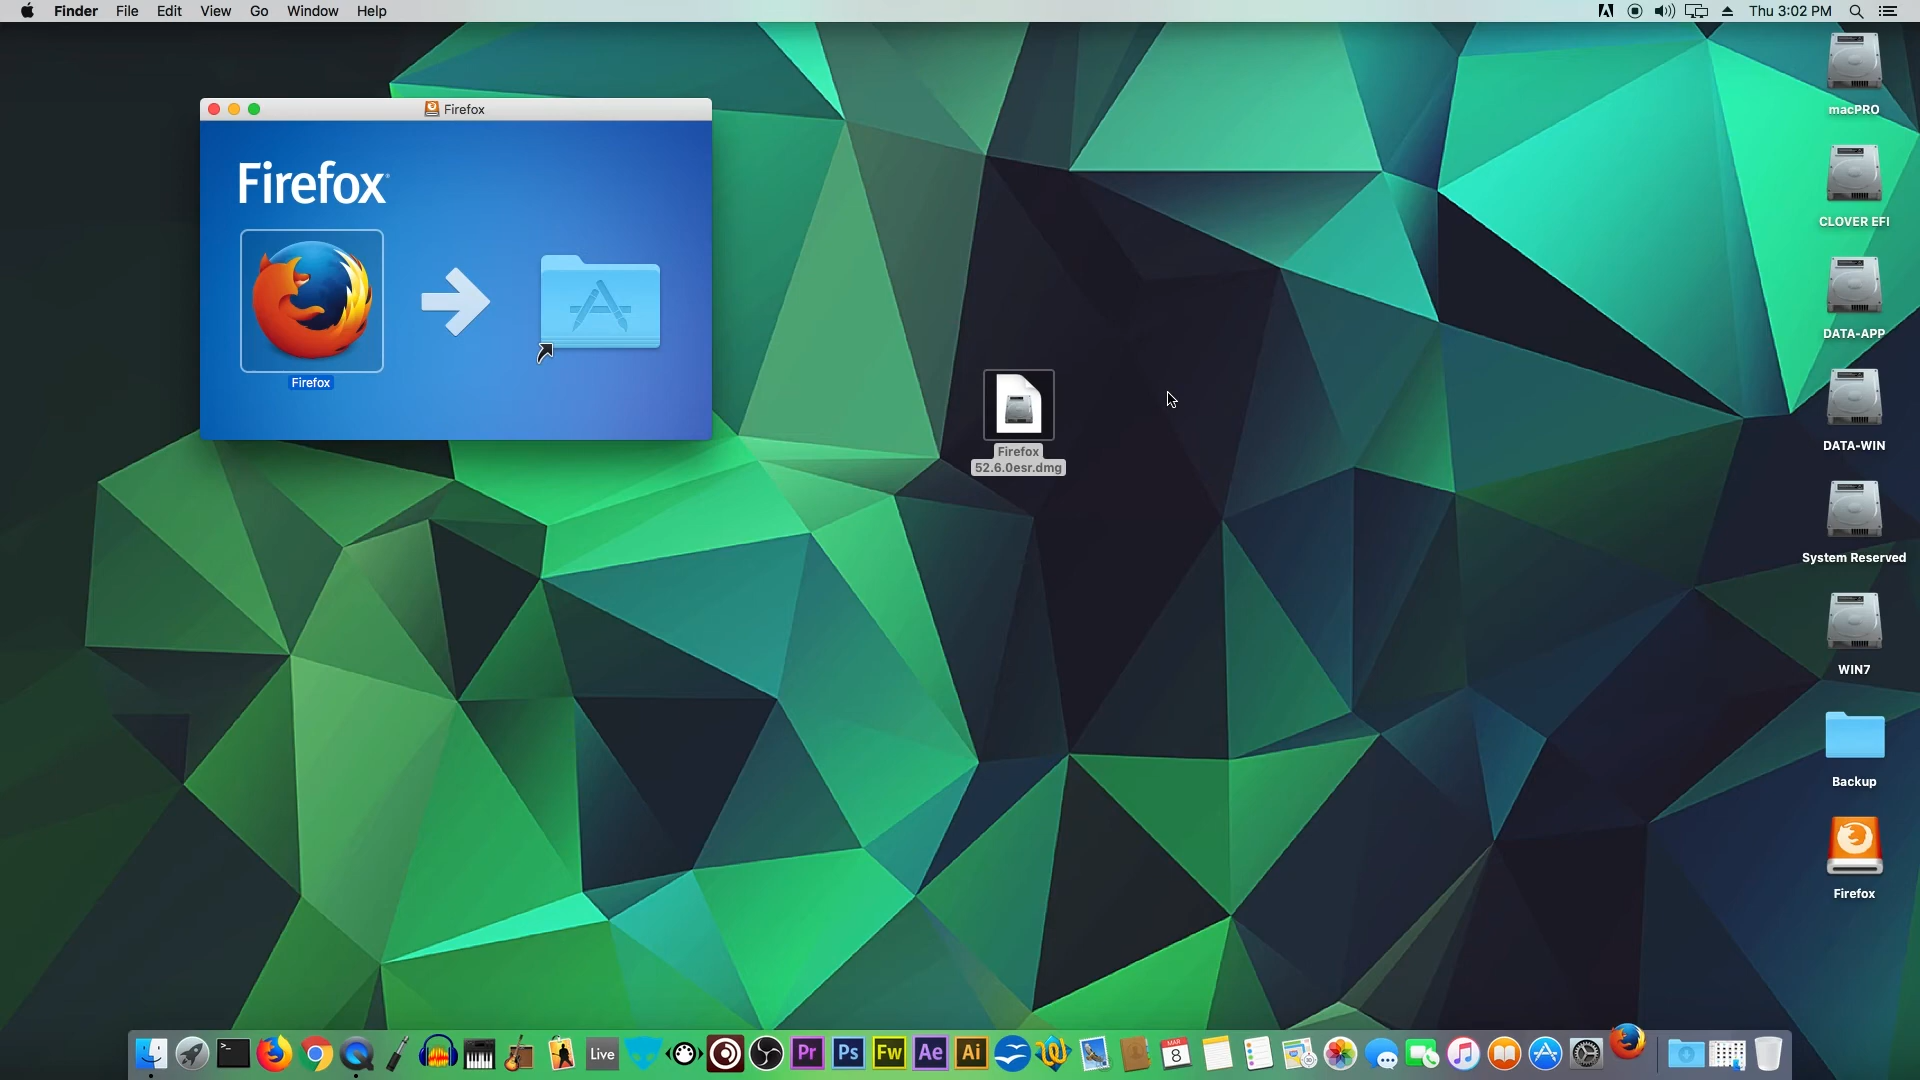 Finder File Edit View Go Window Help
Thu 3:02 PM
Firefox
Firefox
Firefox
Firefox
52.6.0esr.dmg
macPRO
CLOVER EFI
DATA-APP
DATA-WIN
System Reserved
WIN7
Backup
Firefox
Live
Pr
Ps
Fw
Ae
Ai
MAR
8